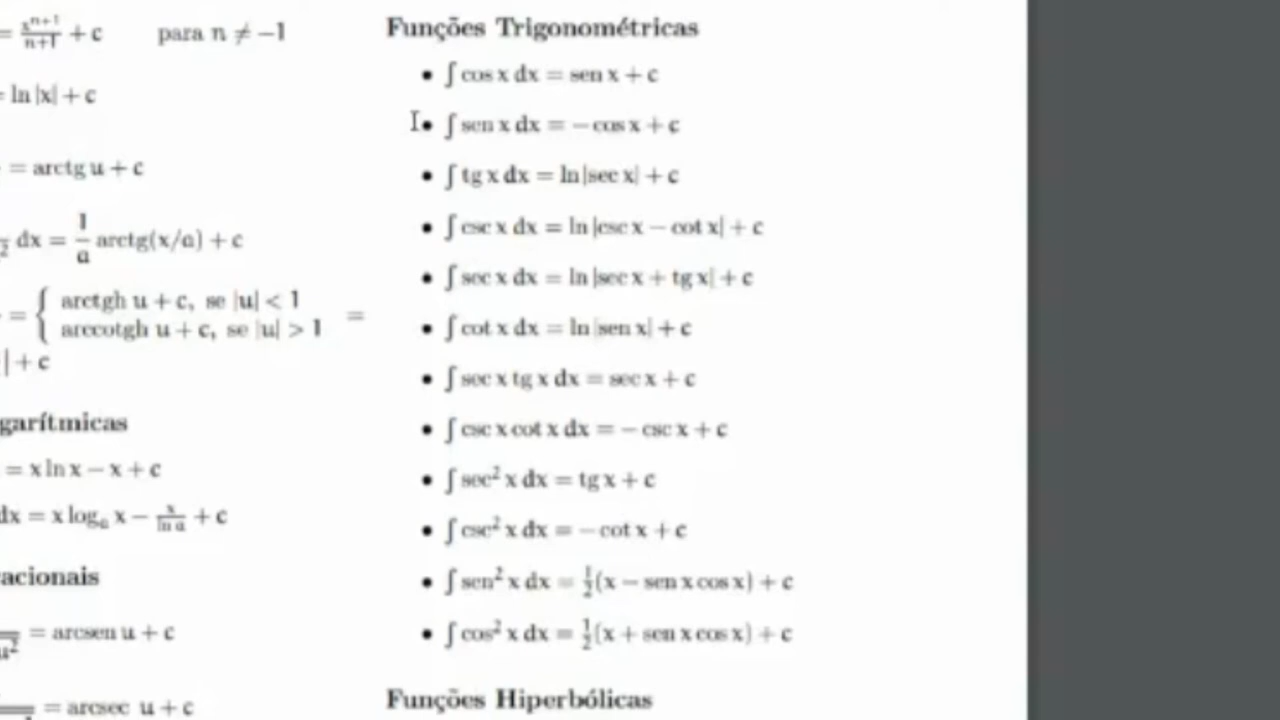 = x^{n+1}/n+1 + c para n ≠ −1
= ln |x| + c
= arctg u + c
2 dx = 1/a arctg(x/a) + c
= { arctgh u + c, se |u| < 1
arccotgh u + c, se |u| > 1 =
| + c
garítmicas
= x ln x − x + c
dx = x logₐ x − x/ln a + c
acionais
u² = arcsen u + c
= arcsec u + c
Funções Trigonométricas
• ∫ cos x dx = sen x + c
• ∫ sen x dx = − cos x + c
• ∫ tg x dx = ln |sec x| + c
• ∫ csc x dx = ln |csc x − cot x| + c
• ∫ sec x dx = ln |sec x + tg x| + c
• ∫ cot x dx = ln |sen x| + c
• ∫ sec x tg x dx = sec x + c
• ∫ csc x cot x dx = − csc x + c
• ∫ sec² x dx = tg x + c
• ∫ csc² x dx = − cot x + c
• ∫ sen² x dx = ½(x − sen x cos x) + c
• ∫ cos² x dx = ½(x + sen x cos x) + c
Funções Hiperbólicas